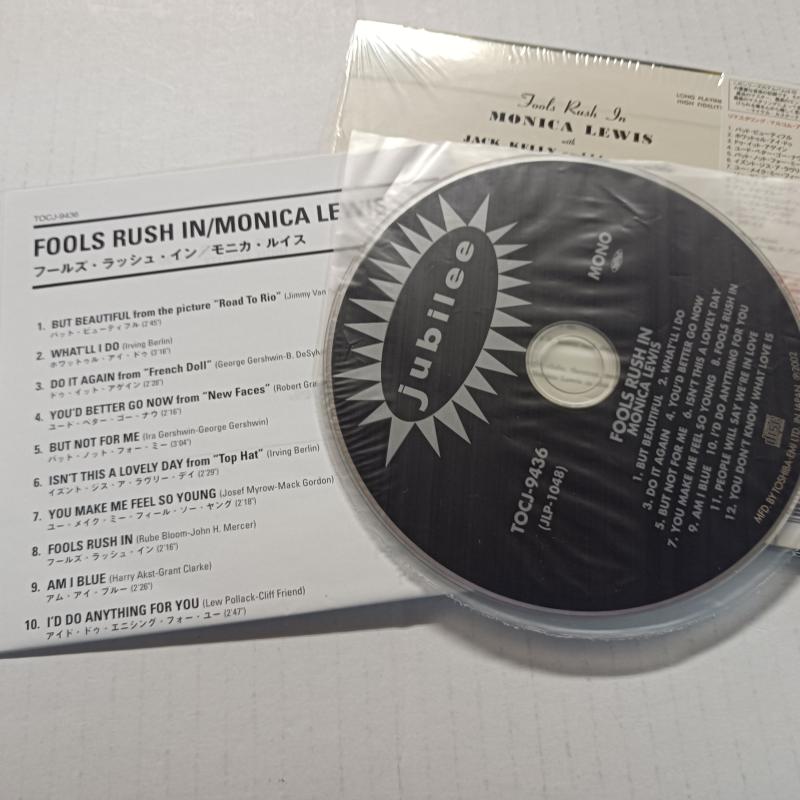 TOCJ-9436
FOOLS RUSH IN/MONICA LEWIS
フールズ・ラッシュ・イン/モニカ・ルイス
1. BUT BEAUTIFUL from the picture "Road To Rio" (Jimmy Van
バット・ビューティフル (2'45")
2. WHAT'LL I DO (Irving Berlin)
ホワットゥル・アイ・ドゥ (3'16")
3. DO IT AGAIN from "French Doll" (George Gershwin-B. DeSylv
ドゥ・イット・アゲイン (2'28")
4. YOU'D BETTER GO NOW from "New Faces" (Robert Gra
ユード・ベター・ゴー・ナウ (2'16")
5. BUT NOT FOR ME (Ira Gershwin-George Gershwin)
バット・ノット・フォー・ミー (3'04")
6. ISN'T THIS A LOVELY DAY from "Top Hat" (Irving Berlin)
イズント・ジス・ア・ラヴリー・デイ (2'29")
7. YOU MAKE ME FEEL SO YOUNG (Josef Myrow-Mack Gordon)
ユー・メイク・ミー・フィール・ソー・ヤング (2'18")
8. FOOLS RUSH IN (Rube Bloom-John H. Mercer)
フールズ・ラッシュ・イン (2'16")
9. AM I BLUE (Harry Akst-Grant Clarke)
アム・アイ・ブルー (2'26")
10. I'D DO ANYTHING FOR YOU (Lew Pollack-Cliff Friend)
アイド・ドゥ・エニシング・フォー・ユー (2'47")
Fools Rush In
MONICA LEWIS
with
JACK KELLY
LONG PLAYER
HIGH FIDELITY
jubilee
MONO
TOCJ-9436
(JLP-1048)
FOOLS RUSH IN
MONICA LEWIS
1. BUT BEAUTIFUL 2. WHAT'LL I DO
3. DO IT AGAIN 4. YOU'D BETTER GO NOW
5. BUT NOT FOR ME 6. ISN'T THIS A LOVELY DAY
7. YOU MAKE ME FEEL SO YOUNG 8. FOOLS RUSH IN
9. AM I BLUE 10. I'D DO ANYTHING FOR YOU
11. PEOPLE WILL SAY WE'RE IN LOVE
12. YOU DON'T KNOW WHAT LOVE IS
MFD BY TOSHIBA-EMI LTD. IN JAPAN
2002